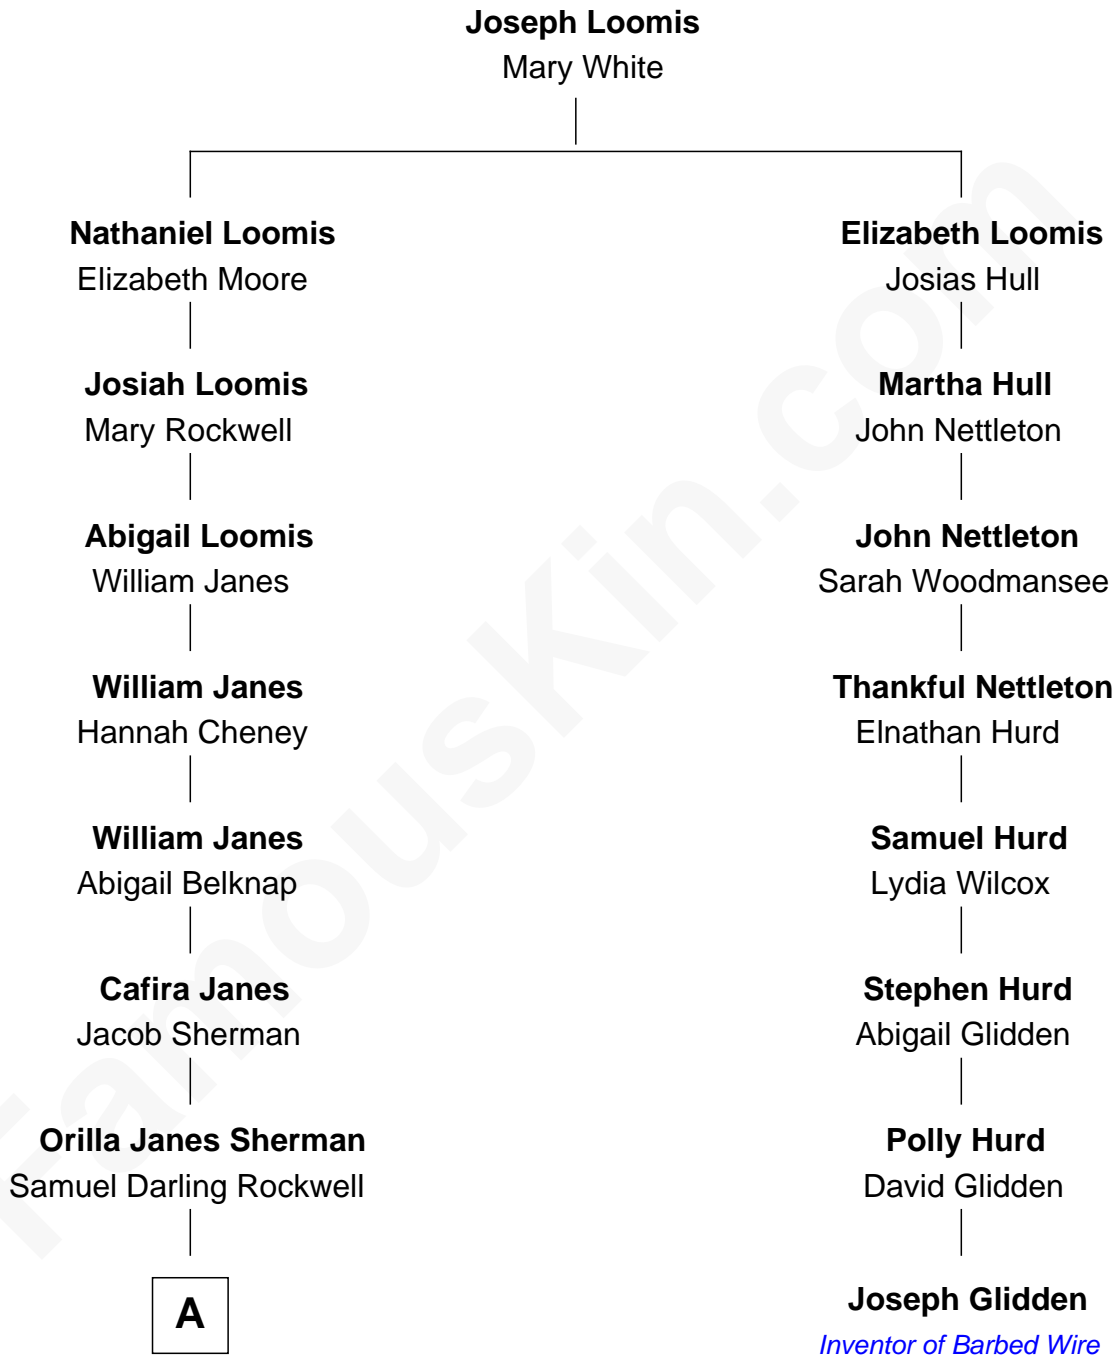 Joseph Loomis
Mary White
Nathaniel Loomis
Elizabeth Moore
Josiah Loomis
Mary Rockwell
Abigail Loomis
William Janes
William Janes
Hannah Cheney
William Janes
Abigail Belknap
Cafira Janes
Jacob Sherman
Orilla Janes Sherman
Samuel Darling Rockwell
A
Elizabeth Loomis
Josias Hull
Martha Hull
John Nettleton
John Nettleton
Sarah Woodmansee
Thankful Nettleton
Elnathan Hurd
Samuel Hurd
Lydia Wilcox
Stephen Hurd
Abigail Glidden
Polly Hurd
David Glidden
Joseph Glidden
Inventor of Barbed Wire
FamousKin.com